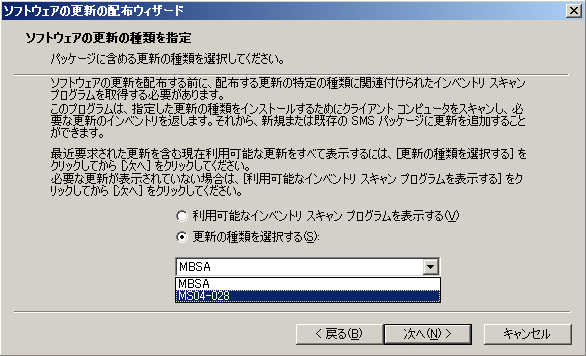 ソフトウェアの更新の配布ウィザード
ソフトウェアの更新の種類を指定
パッケージに含める更新の種類を選択してください。
ソフトウェアの更新を配布する前に、配布する更新の特定の種類に関連付けられたインベントリ スキャン
プログラムを取得する必要があります。
このプログラムは、指定した更新の種類をインストールするためにクライアント コンピュータをスキャンし、必
要な更新のインベントリを返します。それから、新規または既存の SMS パッケージに更新を追加すること
ができます。
最近要求された更新を含む現在利用可能な更新をすべて表示するには、[更新の種類を選択する] を
クリックしてから [次へ] をクリックしてください。
必要な更新が表示されていない場合は、[利用可能なインベントリ スキャン プログラムを表示する] をク
リックしてから [次へ] をクリックしてください。
利用可能なインベントリ スキャン プログラムを表示する(V)
更新の種類を選択する(S):
MBSA
MBSA
MS04-028
< 戻る(B)
次へ(N) >
キャンセル